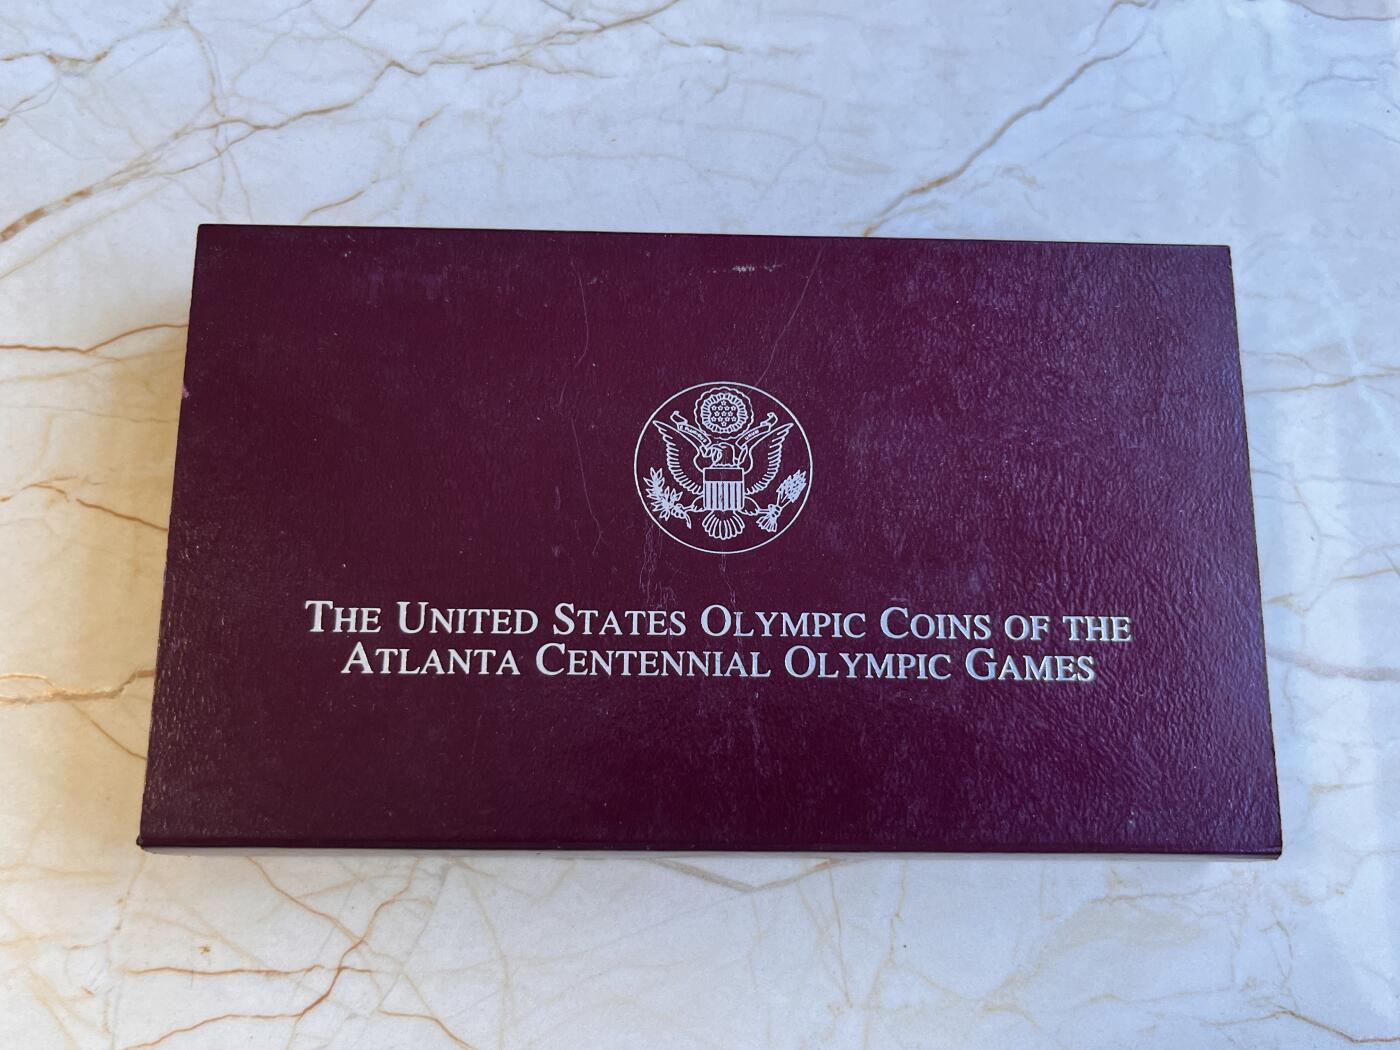 The United States Olympic Coins of the
Atlanta Centennial Olympic Games